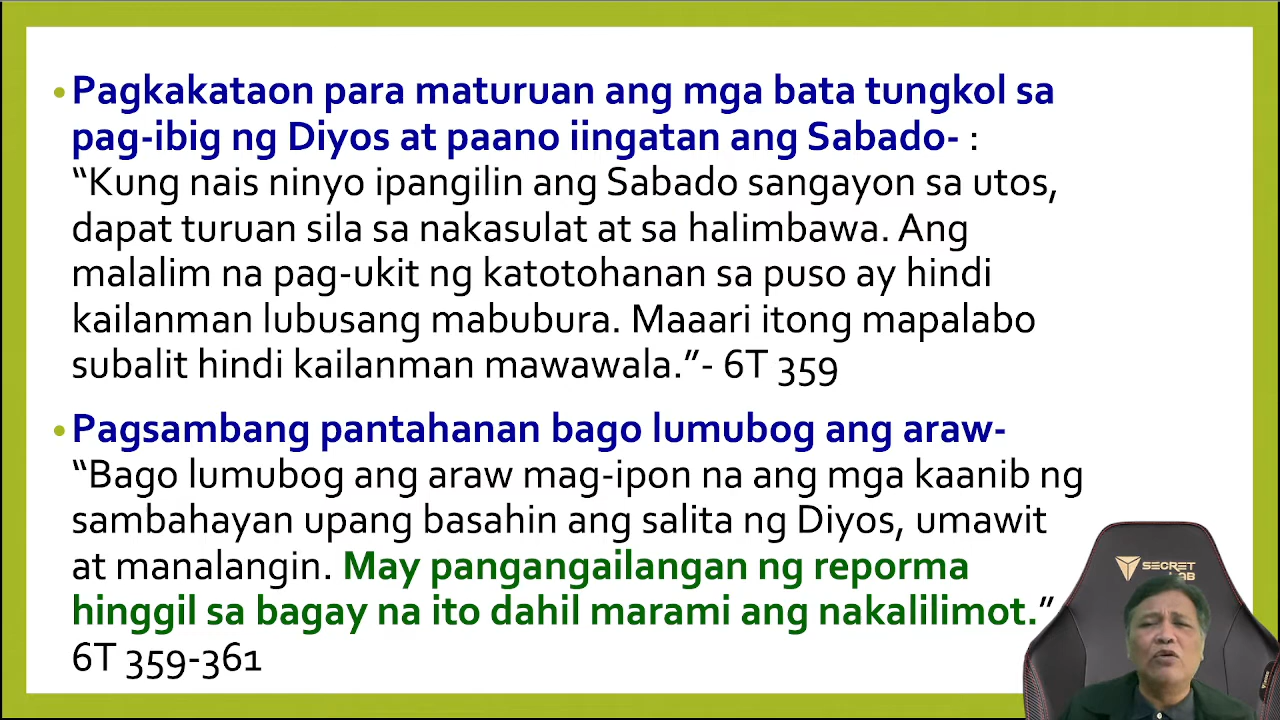 •Pagkakataon para maturuan ang mga bata tungkol sa
pag-ibig ng Diyos at paano iingatan ang Sabado- :
“Kung nais ninyo ipangilin ang Sabado sangayon sa utos,
dapat turuan sila sa nakasulat at sa halimbawa. Ang
malalim na pag-ukit ng katotohanan sa puso ay hindi
kailanman lubusang mabubura. Maaari itong mapalabo
subalit hindi kailanman mawawala.”- 6T 359
•Pagsambang pantahanan bago lumubog ang araw-
“Bago lumubog ang araw mag-ipon na ang mga kaanib ng
sambahayan upang basahin ang salita ng Diyos, umawit
at manalangin. May pangangailangan ng reporma
hinggil sa bagay na ito dahil marami ang nakalilimot.”
6T 359-361
SECRET
LAB